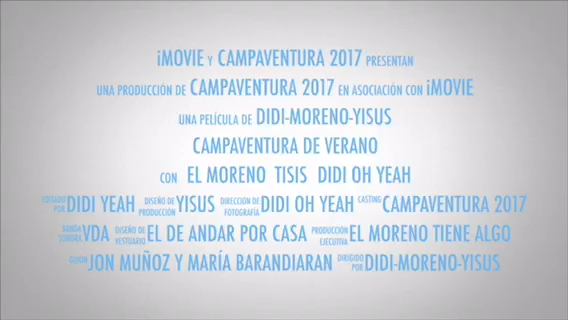 iMOVIE Y CAMPAVENTURA 2017 PRESENTAN
UNA PRODUCCIÓN DE CAMPAVENTURA 2017 EN ASOCIACIÓN CON iMOVIE
UNA PELÍCULA DE DIDI-MORENO-YISUS
CAMPAVENTURA DE VERANO
CON EL MORENO TISIS DIDI OH YEAH
EDITADO POR DIDI YEAH DISEÑO DE PRODUCCIÓN YISUS DIRECCIÓN DE FOTOGRAFÍA DIDI OH YEAH CASTING CAMPAVENTURA 2017
BANDA SONORA VDA DISEÑO DE VESTUARIO EL DE ANDAR POR CASA PRODUCCIÓN EJECUTIVA EL MORENO TIENE ALGO
GUION JON MUÑOZ Y MARÍA BARANDIARAN DIRIGIDO POR DIDI-MORENO-YISUS